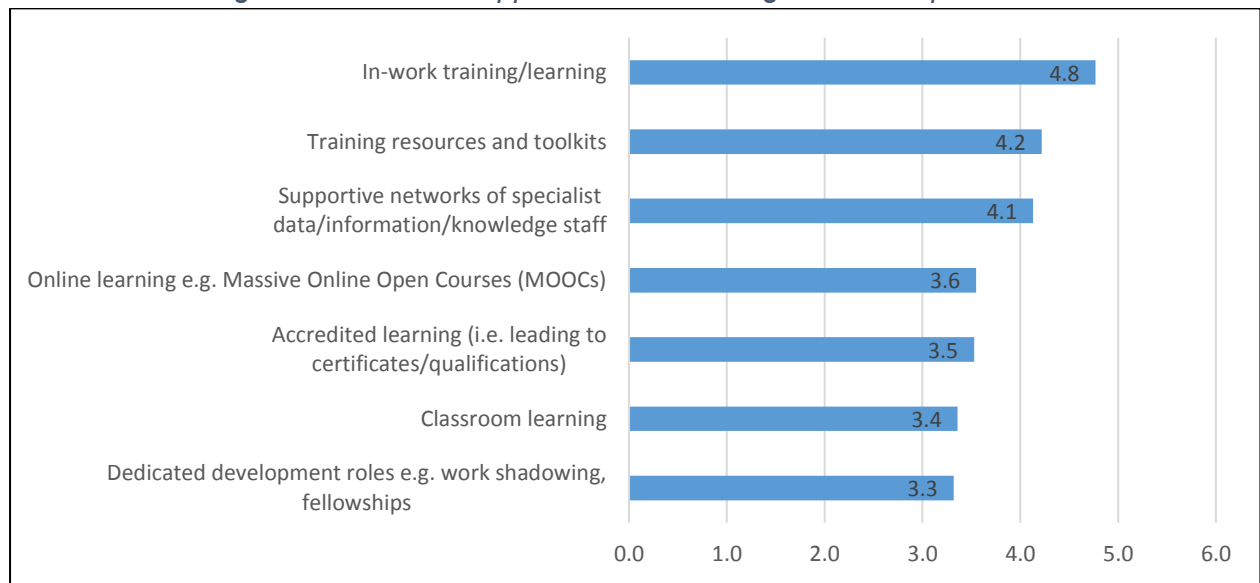 In-work training/learning
4.8
Training resources and toolkits
4.2
Supportive networks of specialist
data/information/knowledge staff
4.1
Online learning e.g. Massive Online Open Courses (MOOCs)
3.6
Accredited learning (i.e. leading to
certificates/qualifications)
3.5
Classroom learning
3.4
Dedicated development roles e.g. work shadowing,
fellowships
3.3
0.0 1.0 2.0 3.0 4.0 5.0 6.0